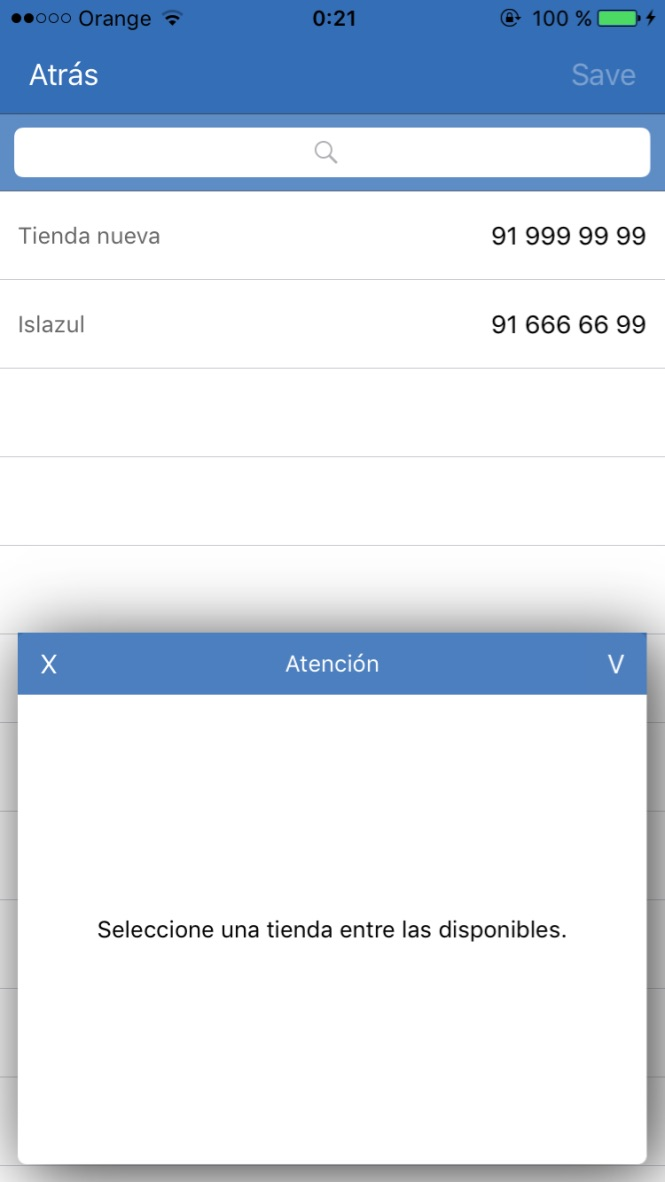 Orange 0:21 100 %
Atrás Save
Tienda nueva 91 999 99 99
Islazul 91 666 66 99
X Atención V
Seleccione una tienda entre las disponibles.